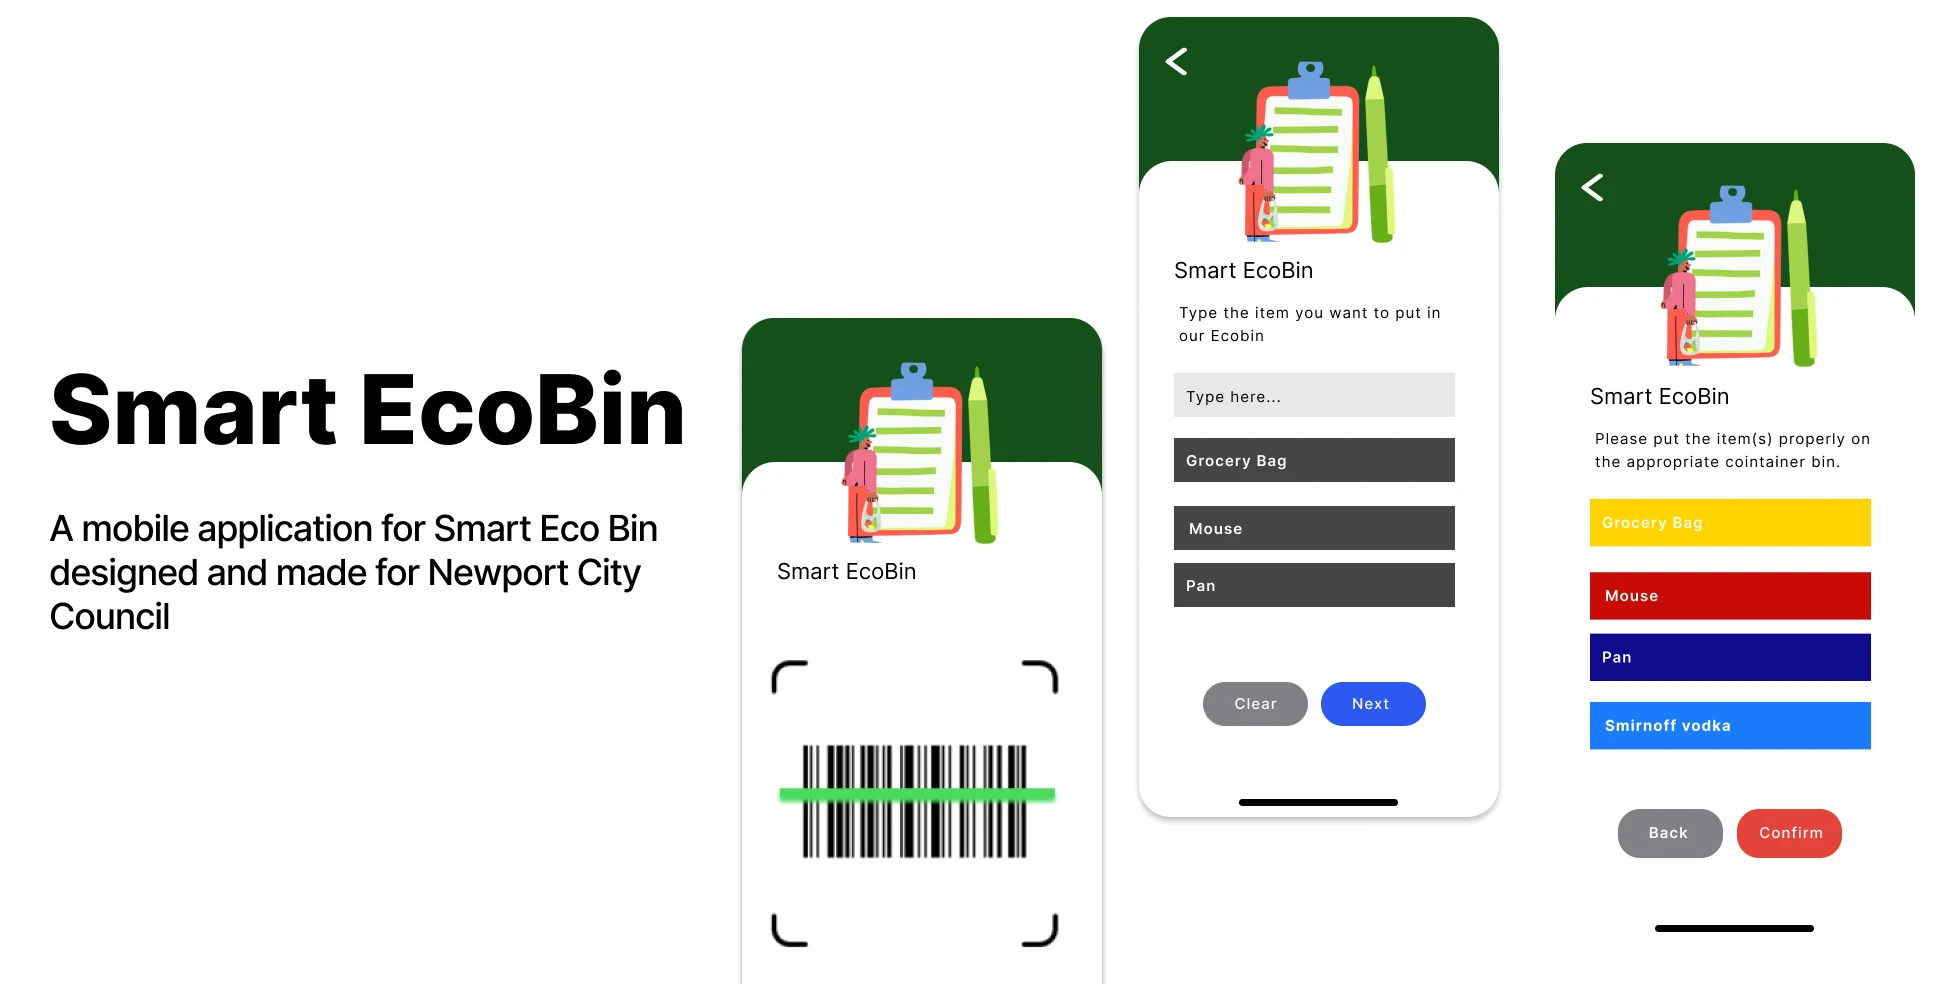 Smart EcoBin
A mobile application for Smart Eco Bin
designed and made for Newport City
Council
Smart EcoBin
Smart EcoBin
Type the item you want to put in
our Ecobin
Type here...
Grocery Bag
Mouse
Pan
Clear
Next
Smart EcoBin
Please put the item(s) properly on
the appropriate cointainer bin.
Grocery Bag
Mouse
Pan
Smirnoff vodka
Back
Confirm